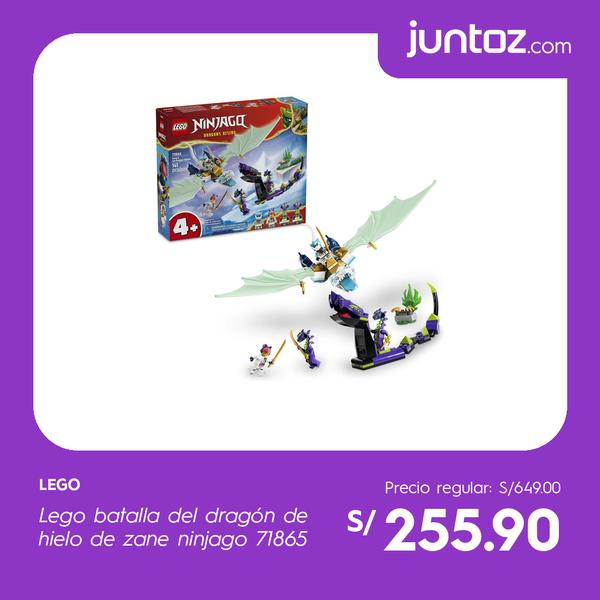 juntoz.com
LEGO NINJAGO
DRAGONS RISING
4+
LEGO
Precio regular: S/649.00
Lego batalla del dragón de
hielo de zane ninjago 71865
S/ 255.90